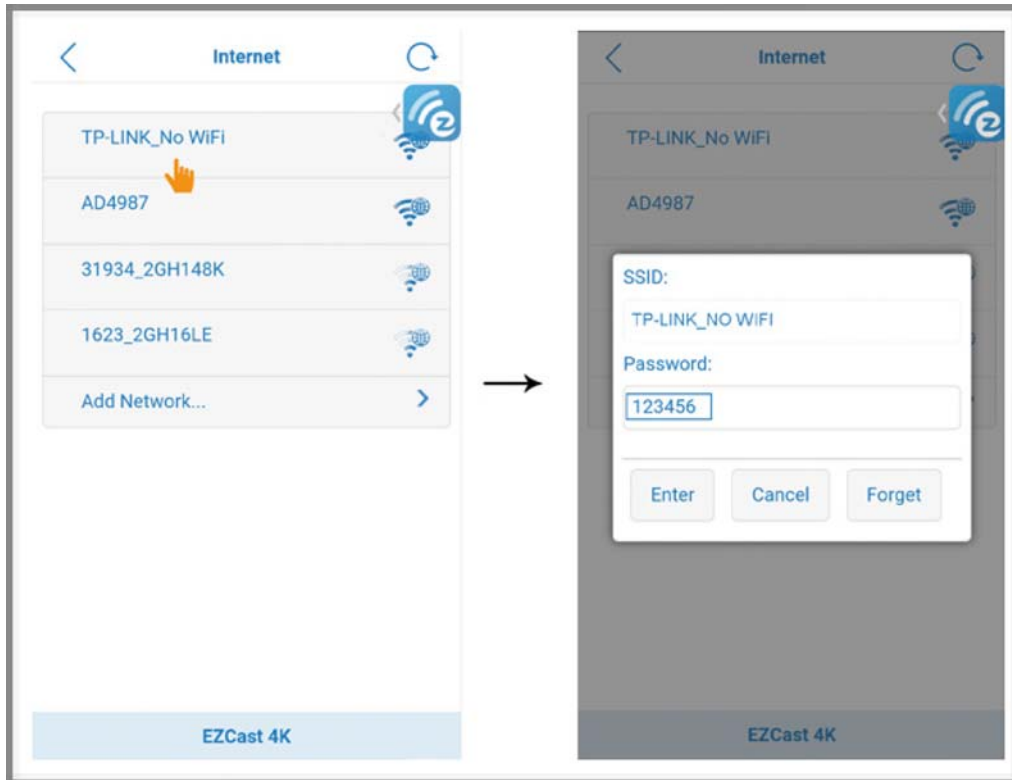 Internet
TP-LINK_No WiFi
AD4987
31934_2GH148K
1623_2GH16LE
Add Network...
EZCast 4K
Internet
TP-LINK_No WiFi
AD4987
SSID:
TP-LINK_NO WIFI
Password:
123456
Enter Cancel Forget
EZCast 4K